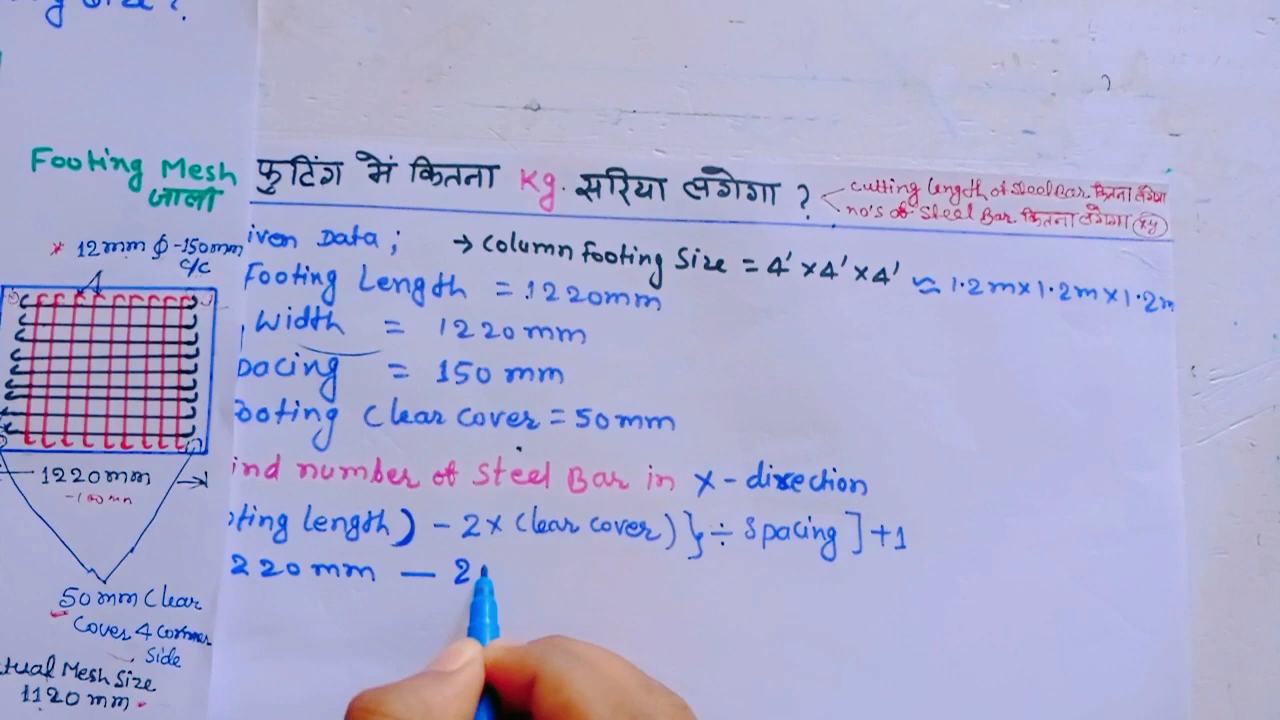 Size?
Footing Mesh
जाली
* 12mm ϕ -150mm
c/c
1220mm
50mm Clear
Cover 4 Corner
Side
tual Mesh Size
1120 mm
फुटिंग में कितना Kg. सरिया लगेगा ?
cutting length of steel Bar कितना लगेगा
no's of steel Bar कितना लगेगा
iven Data; → Column Footing Size = 4' x 4' x 4' ≈ 1.2m x 1.2m x 1.2m
Footing Length = 1220mm
Width = 1220mm
pacing = 150 mm
ooting Clear Cover = 50mm
ind number of Steel Bar in x - direction
ting length) - 2 x Clear cover) } ÷ Spacing ] + 1
220 mm — 2